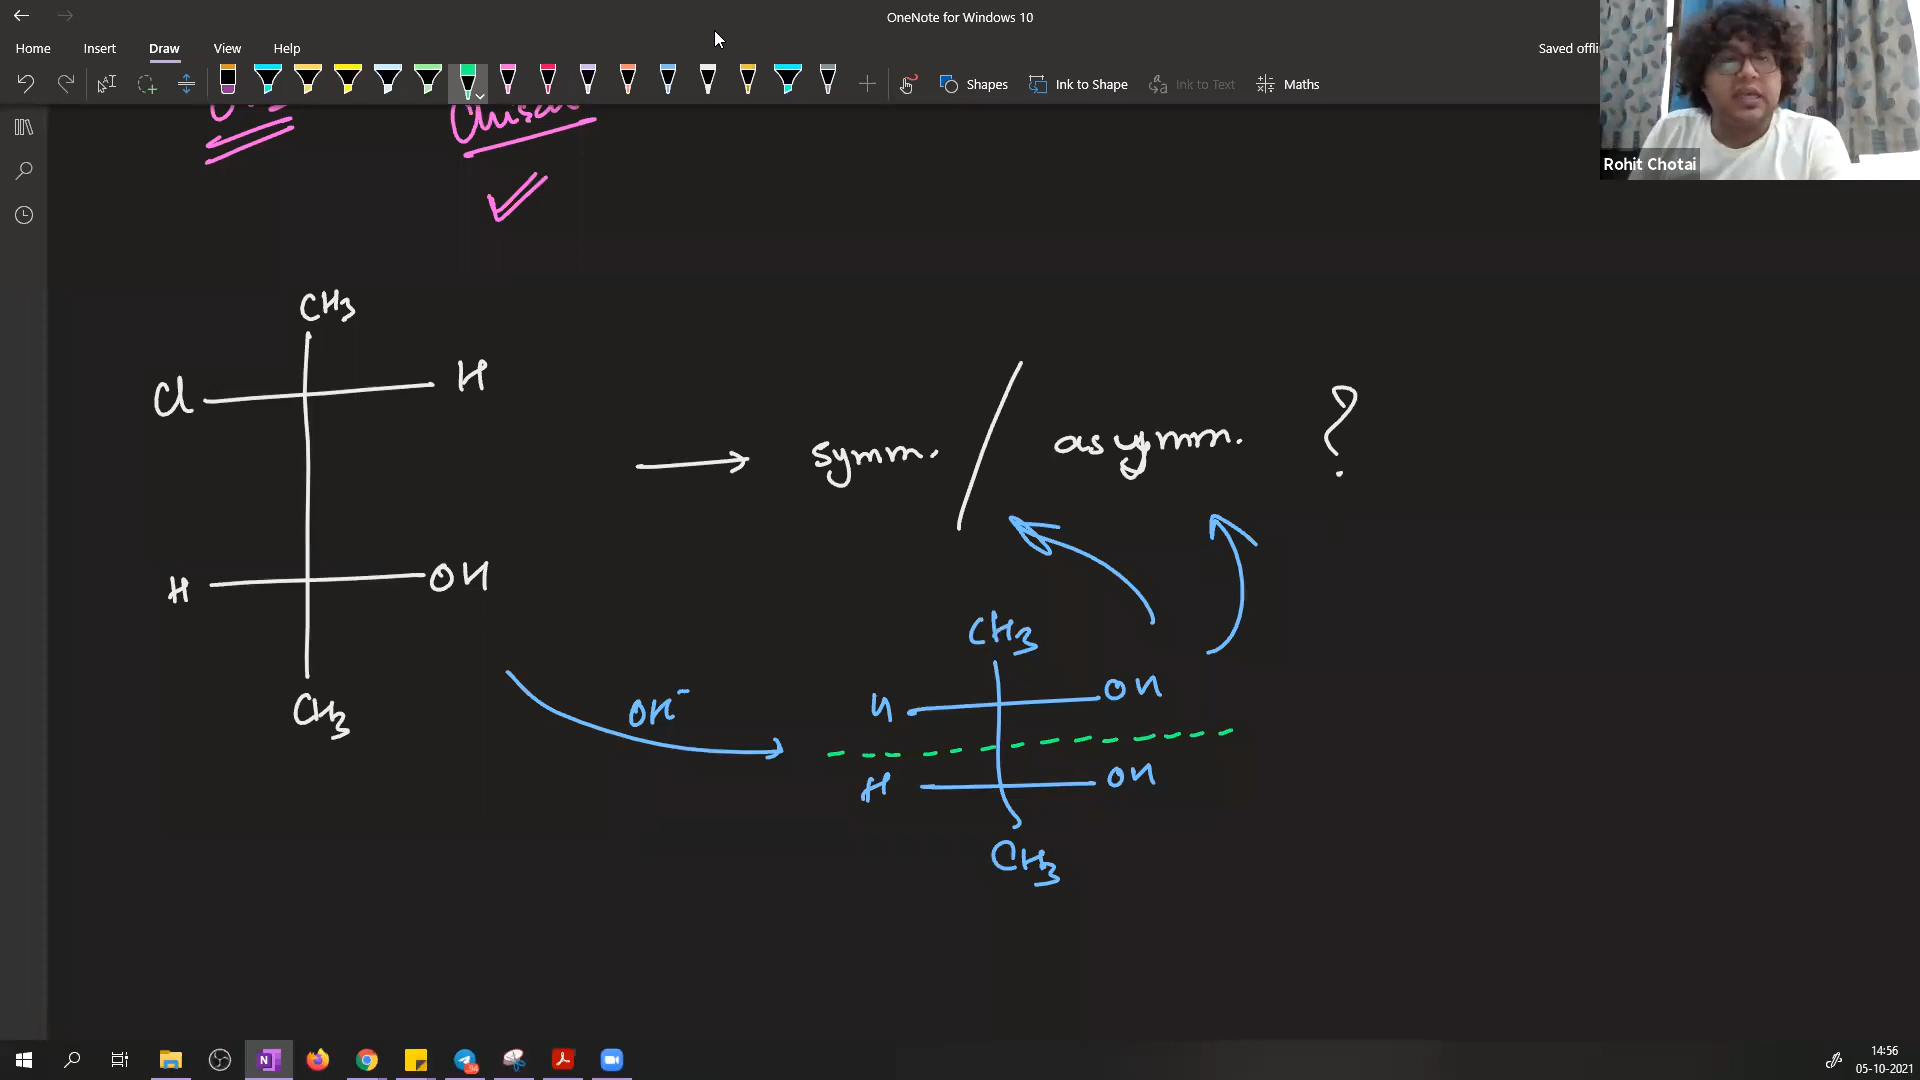 OneNote for Windows 10
Home Insert Draw View Help
Saved offli
Shapes Ink to Shape Ink to Text Maths
Rohit Chotai
CH3
Cl H
symm. / asymm. ?
H OH
CH3
OH-
CH3
H OH
H OH
CH3
14:56
05-10-2021